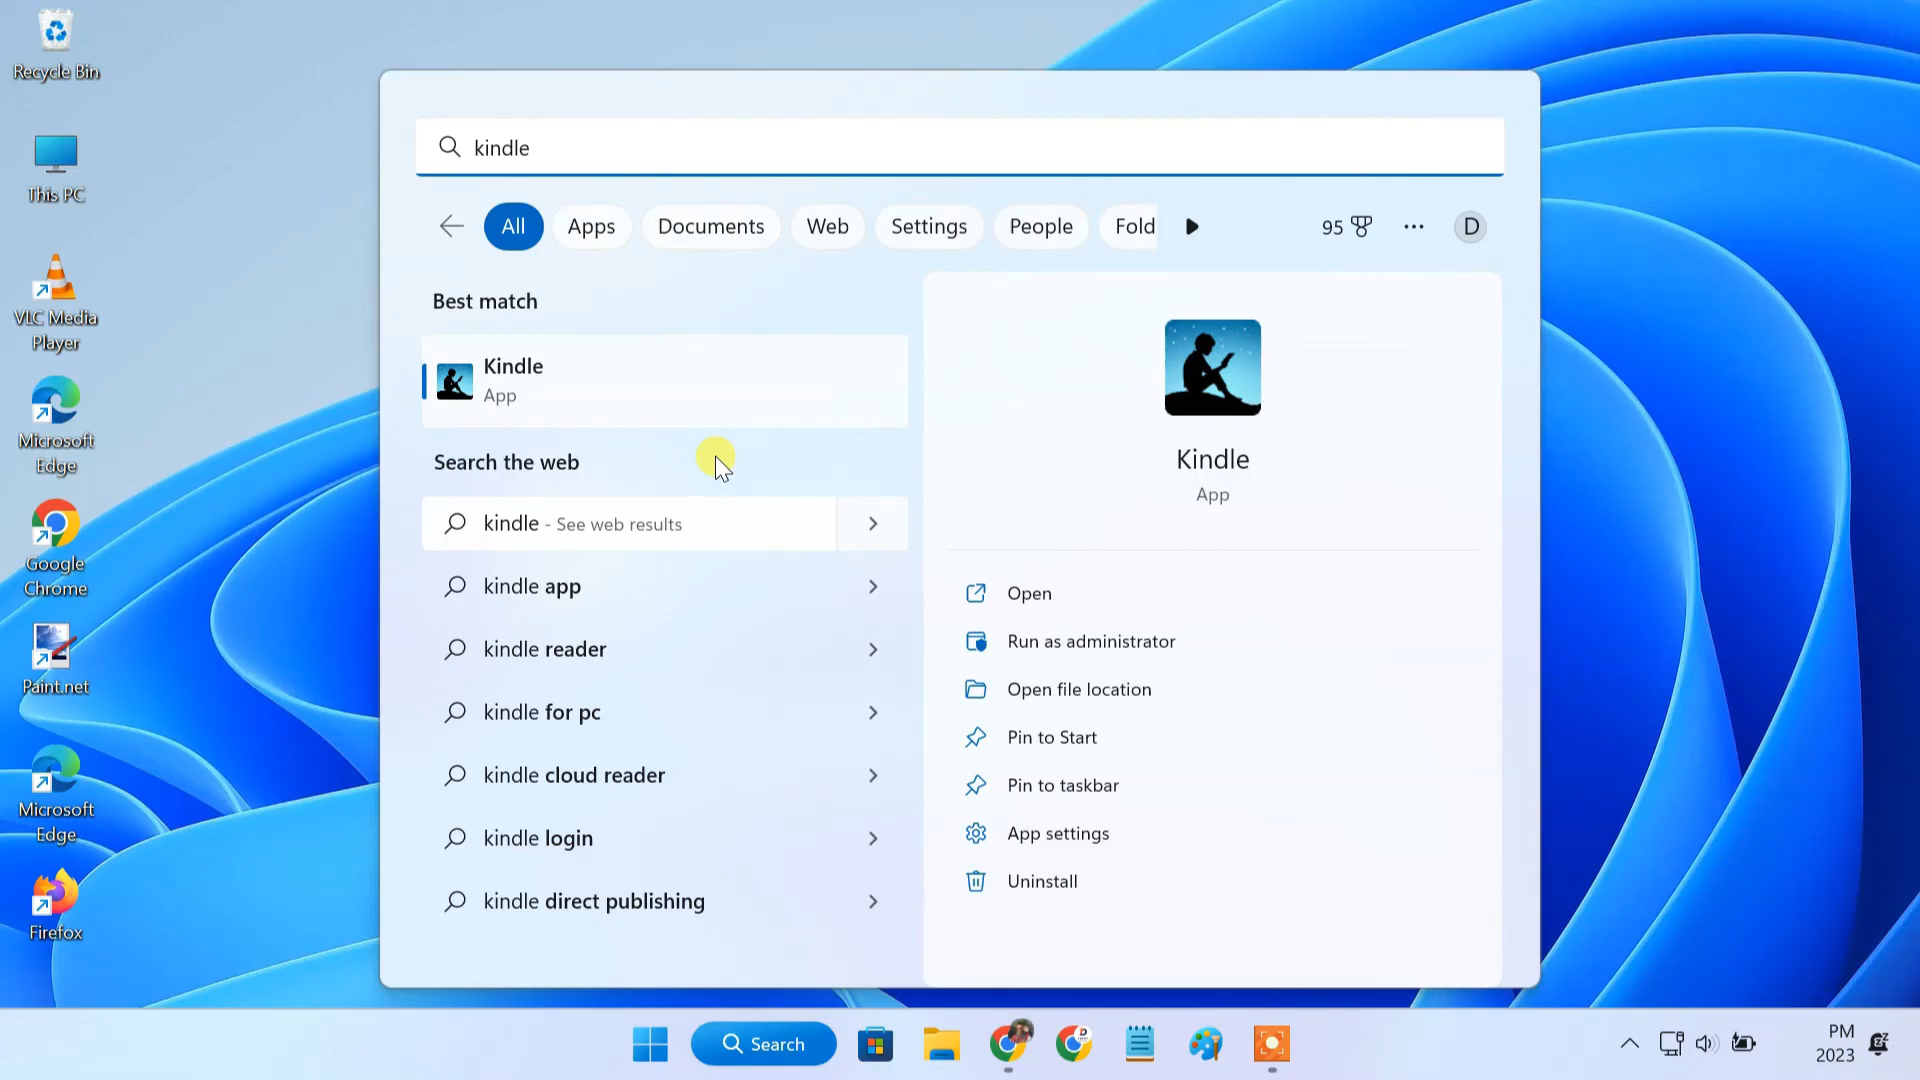 Recycle Bin
This PC
VLC Media
Player
Microsoft
Edge
Google
Chrome
Paint.net
Microsoft
Edge
Firefox
kindle
All
Apps
Documents
Web
Settings
People
Fold
95
D
Best match
Kindle
App
Search the web
kindle - See web results
kindle app
kindle reader
kindle for pc
kindle cloud reader
kindle login
kindle direct publishing
Kindle
App
Open
Run as administrator
Open file location
Pin to Start
Pin to taskbar
App settings
Uninstall
Search
PM
2023